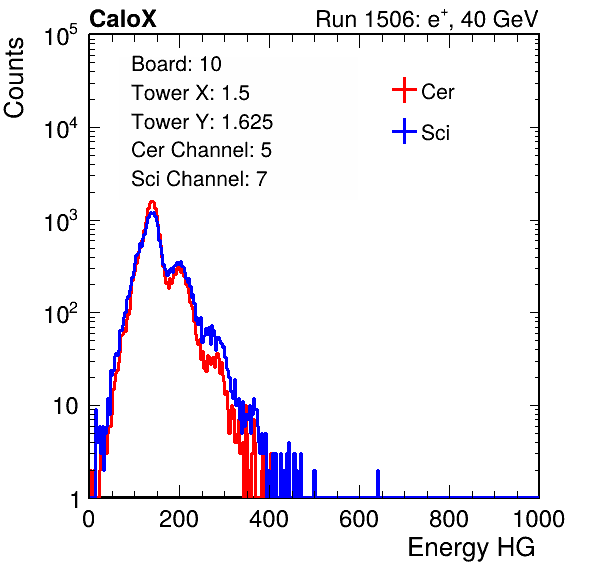 CaloX Run 1506: e⁺, 40 GeV
Counts
10⁵
10⁴
10³
10²
10
1
Board: 10
Tower X: 1.5
Tower Y: 1.625
Cer Channel: 5
Sci Channel: 7
Cer
Sci
0 200 400 600 800 1000
Energy HG